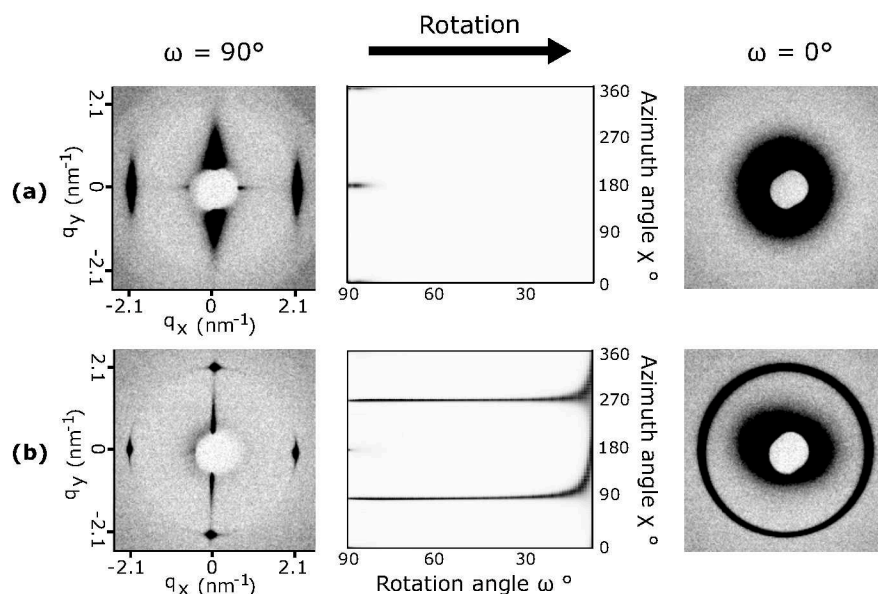 Rotation
ω = 90°
ω = 0°
(a)
2.1
0
-2.1
q_y (nm⁻¹)
-2.1 0 2.1
q_x (nm⁻¹)
90 60 30
360
270
180
90
0
Azimuth angle χ °
(b)
2.1
0
-2.1
q_y (nm⁻¹)
-2.1 0 2.1
q_x (nm⁻¹)
90 60 30
Rotation angle ω °
360
270
180
90
0
Azimuth angle χ °